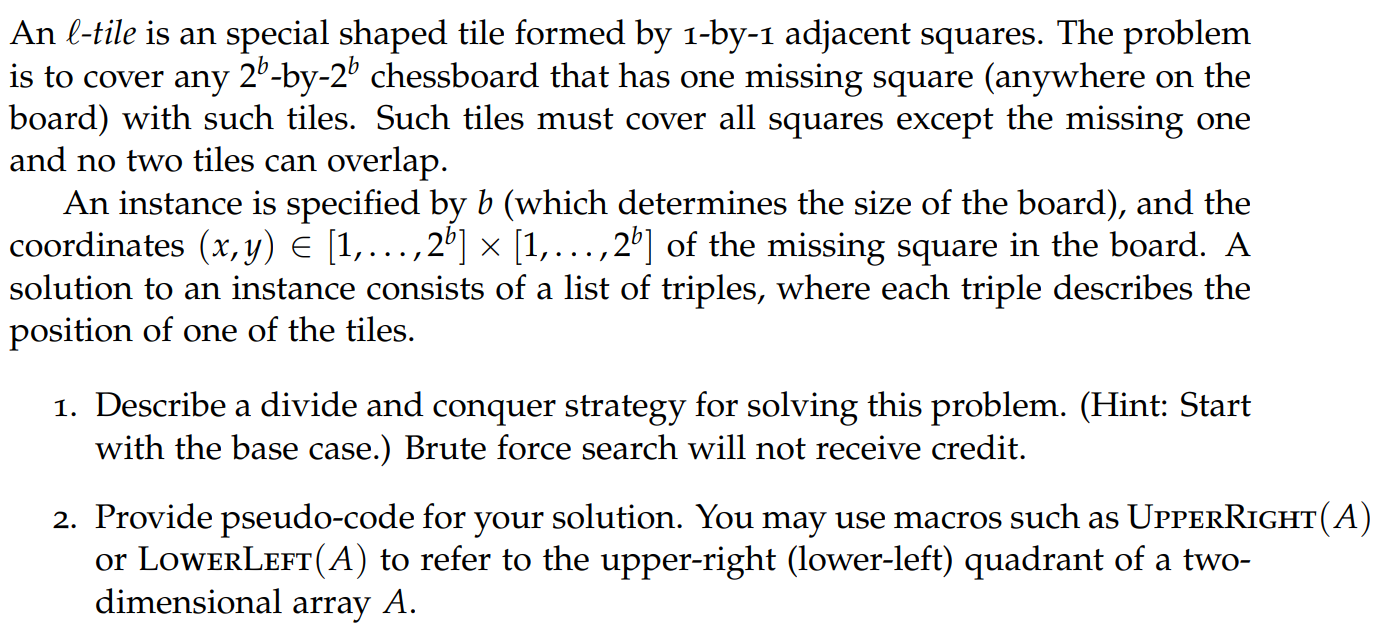 An ℓ-tile is an special shaped tile formed by 1-by-1 adjacent squares. The problem
is to cover any 2^b-by-2^b chessboard that has one missing square (anywhere on the
board) with such tiles. Such tiles must cover all squares except the missing one
and no two tiles can overlap.
An instance is specified by b (which determines the size of the board), and the
coordinates (x, y) ∈ [1, . . . , 2^b] × [1, . . . , 2^b] of the missing square in the board. A
solution to an instance consists of a list of triples, where each triple describes the
position of one of the tiles.
1. Describe a divide and conquer strategy for solving this problem. (Hint: Start
with the base case.) Brute force search will not receive credit.
2. Provide pseudo-code for your solution. You may use macros such as UPPERRIGHT(A)
or LOWERLEFT(A) to refer to the upper-right (lower-left) quadrant of a two-
dimensional array A.